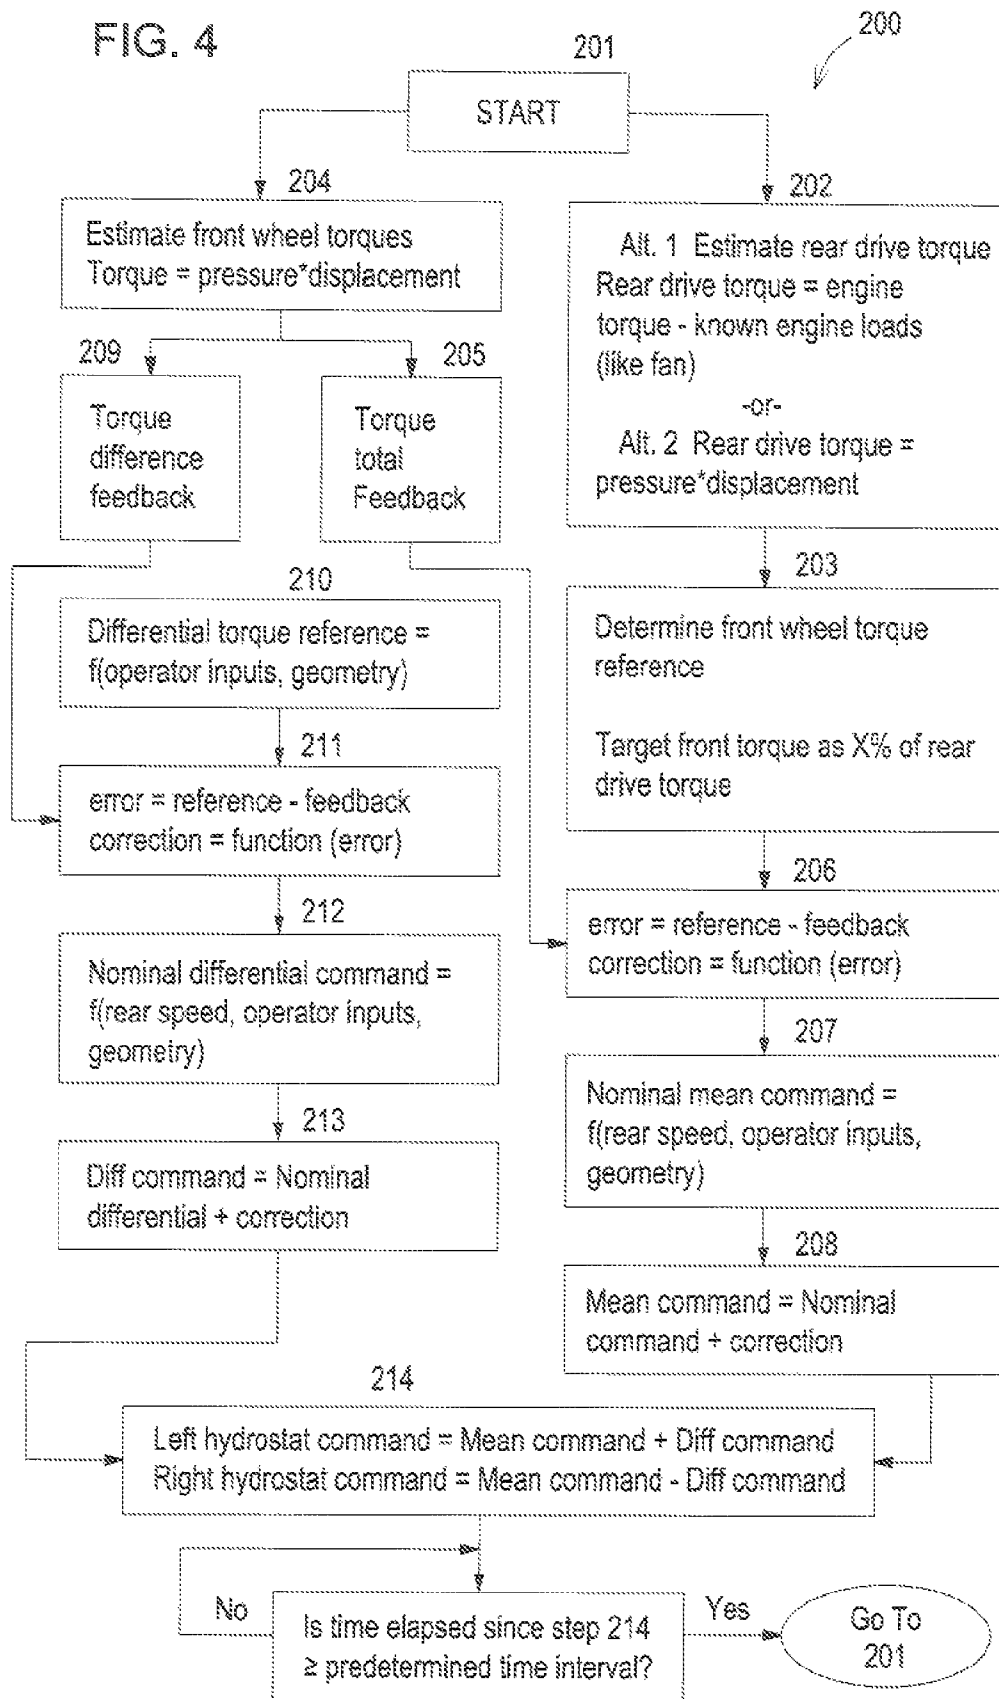 FIG. 4
200
201
START
204
Estimate front wheel torques
Torque = pressure*displacement
202
Alt. 1 Estimate rear drive torque
Rear drive torque = engine
torque - known engine loads
(like fan)
-or-
Alt. 2 Rear drive torque =
pressure*displacement
209
Torque
difference
feedback
205
Torque
total
Feedback
203
Determine front wheel torque
reference
Target front torque as X% of rear
drive torque
210
Differential torque reference =
f(operator inputs, geometry)
211
error = reference - feedback
correction = function (error)
206
error = reference - feedback
correction = function (error)
212
Nominal differential command =
f(rear speed, operator inputs,
geometry)
207
Nominal mean command =
f(rear speed, operator inputs,
geometry)
213
Diff command = Nominal
differential + correction
208
Mean command = Nominal
command + correction
214
Left hydrostat command = Mean command + Diff command
Right hydrostat command = Mean command - Diff command
No
Is time elapsed since step 214
≥ predetermined time interval?
Yes
Go To
201